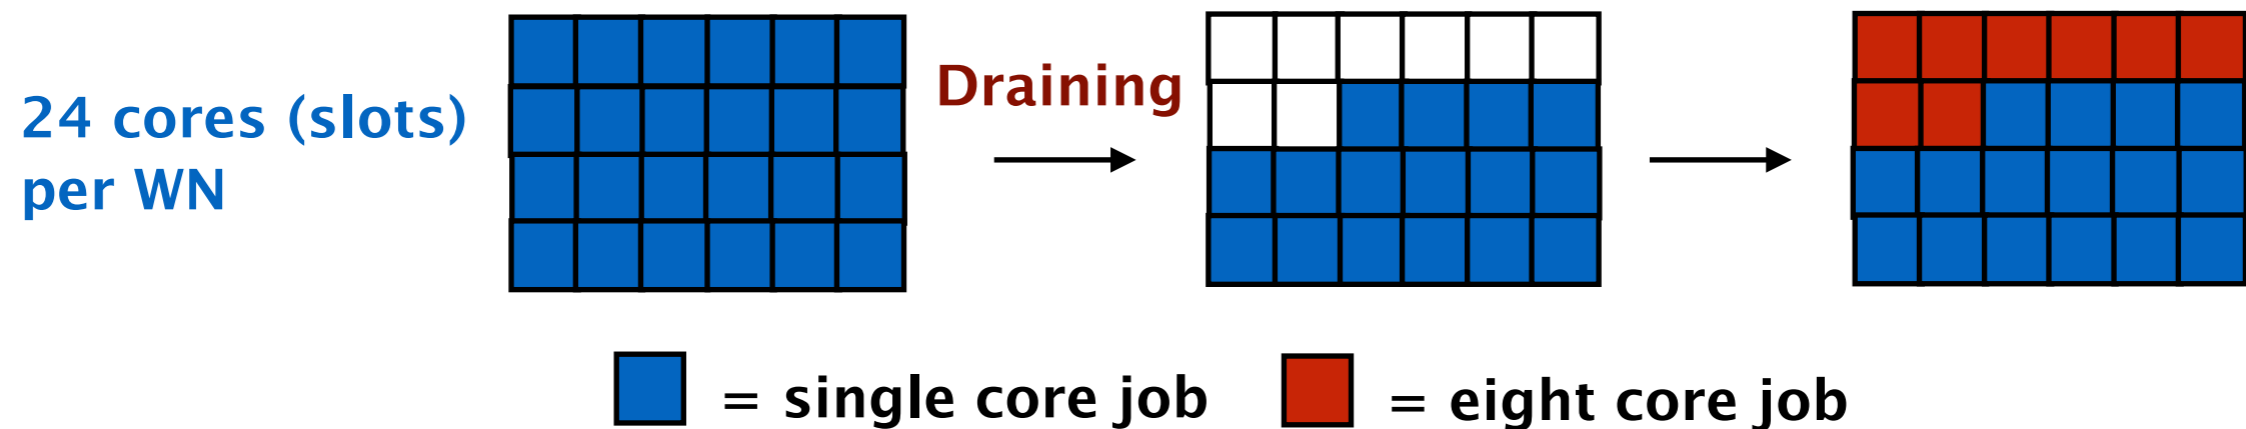 24 cores (slots)
per WN
Draining
= single core job
= eight core job